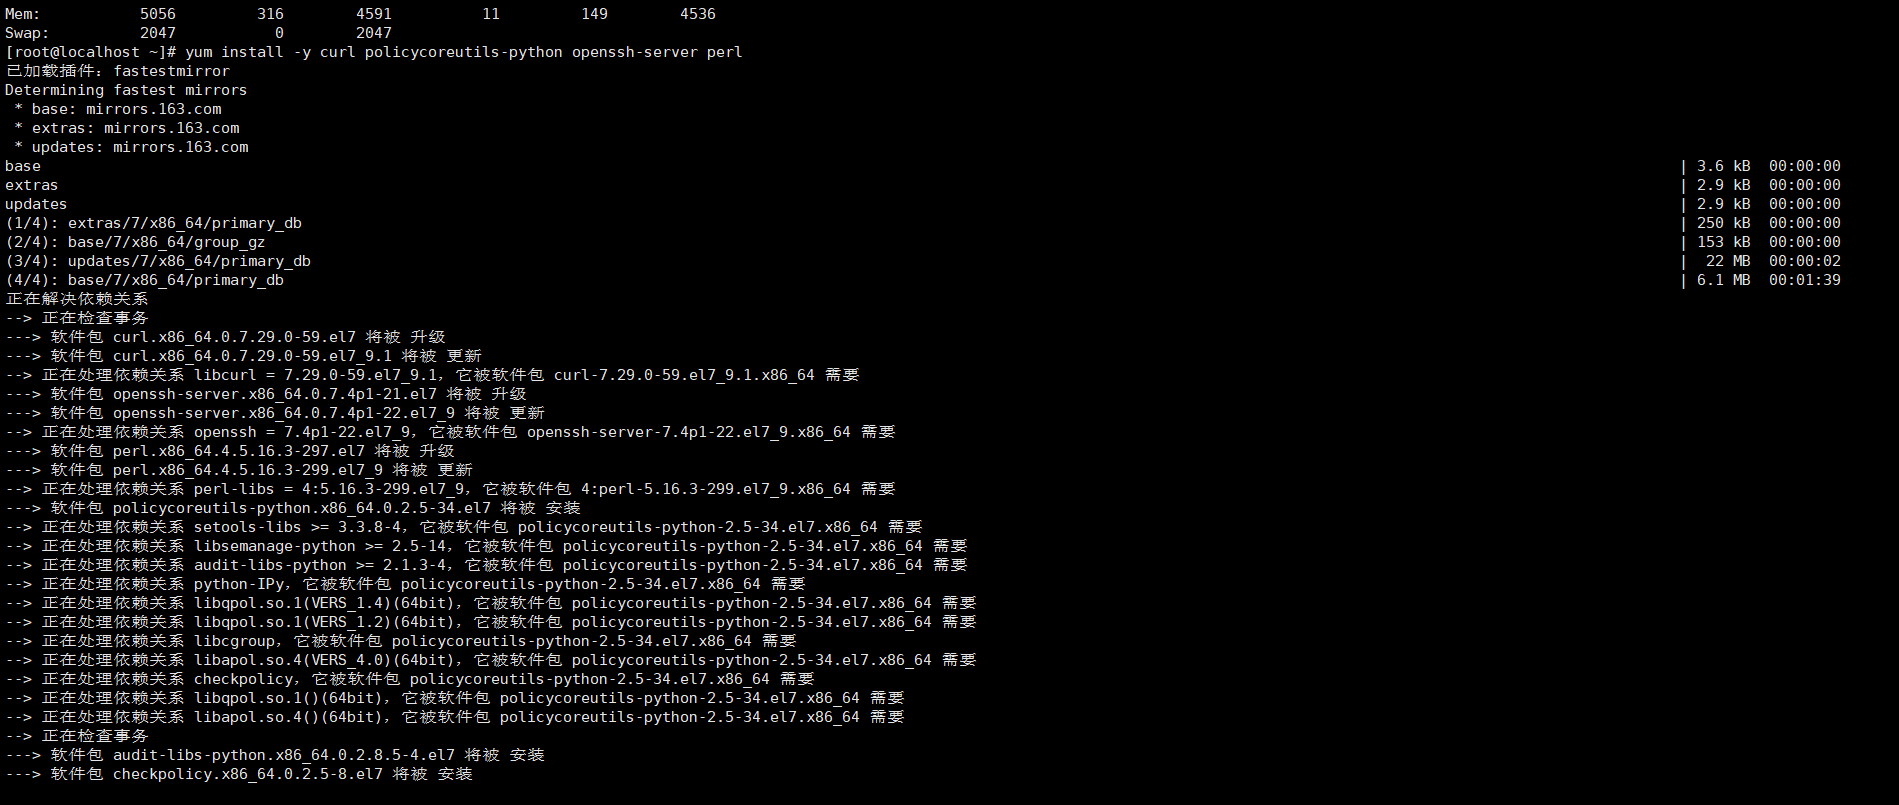 Mem: 5056 316 4591 11 149 4536
Swap: 2047 0 2047
[root@localhost ~]# yum install -y curl policycoreutils-python openssh-server perl
已加载插件：fastestmirror
Determining fastest mirrors
 * base: mirrors.163.com
 * extras: mirrors.163.com
 * updates: mirrors.163.com
base | 3.6 kB 00:00:00
extras | 2.9 kB 00:00:00
updates | 2.9 kB 00:00:00
(1/4): extras/7/x86_64/primary_db | 250 kB 00:00:00
(2/4): base/7/x86_64/group_gz | 153 kB 00:00:00
(3/4): updates/7/x86_64/primary_db | 22 MB 00:00:02
(4/4): base/7/x86_64/primary_db | 6.1 MB 00:01:39
正在解决依赖关系
--> 正在检查事务
---> 软件包 curl.x86_64.0.7.29.0-59.el7 将被 升级
---> 软件包 curl.x86_64.0.7.29.0-59.el7_9.1 将被 更新
--> 正在处理依赖关系 libcurl = 7.29.0-59.el7_9.1，它被软件包 curl-7.29.0-59.el7_9.1.x86_64 需要
---> 软件包 openssh-server.x86_64.0.7.4p1-21.el7 将被 升级
---> 软件包 openssh-server.x86_64.0.7.4p1-22.el7_9 将被 更新
--> 正在处理依赖关系 openssh = 7.4p1-22.el7_9，它被软件包 openssh-server-7.4p1-22.el7_9.x86_64 需要
---> 软件包 perl.x86_64.4.5.16.3-297.el7 将被 升级
---> 软件包 perl.x86_64.4.5.16.3-299.el7_9 将被 更新
--> 正在处理依赖关系 perl-libs = 4:5.16.3-299.el7_9，它被软件包 4:perl-5.16.3-299.el7_9.x86_64 需要
---> 软件包 policycoreutils-python.x86_64.0.2.5-34.el7 将被 安装
--> 正在处理依赖关系 setools-libs >= 3.3.8-4，它被软件包 policycoreutils-python-2.5-34.el7.x86_64 需要
--> 正在处理依赖关系 libsemanage-python >= 2.5-14，它被软件包 policycoreutils-python-2.5-34.el7.x86_64 需要
--> 正在处理依赖关系 audit-libs-python >= 2.1.3-4，它被软件包 policycoreutils-python-2.5-34.el7.x86_64 需要
--> 正在处理依赖关系 python-IPy，它被软件包 policycoreutils-python-2.5-34.el7.x86_64 需要
--> 正在处理依赖关系 libqpol.so.1(VERS_1.4)(64bit)，它被软件包 policycoreutils-python-2.5-34.el7.x86_64 需要
--> 正在处理依赖关系 libqpol.so.1(VERS_1.2)(64bit)，它被软件包 policycoreutils-python-2.5-34.el7.x86_64 需要
--> 正在处理依赖关系 libcgroup，它被软件包 policycoreutils-python-2.5-34.el7.x86_64 需要
--> 正在处理依赖关系 libapol.so.4(VERS_4.0)(64bit)，它被软件包 policycoreutils-python-2.5-34.el7.x86_64 需要
--> 正在处理依赖关系 checkpolicy，它被软件包 policycoreutils-python-2.5-34.el7.x86_64 需要
--> 正在处理依赖关系 libqpol.so.1()(64bit)，它被软件包 policycoreutils-python-2.5-34.el7.x86_64 需要
--> 正在处理依赖关系 libapol.so.4()(64bit)，它被软件包 policycoreutils-python-2.5-34.el7.x86_64 需要
--> 正在检查事务
---> 软件包 audit-libs-python.x86_64.0.2.8.5-4.el7 将被 安装
---> 软件包 checkpolicy.x86_64.0.2.5-8.el7 将被 安装